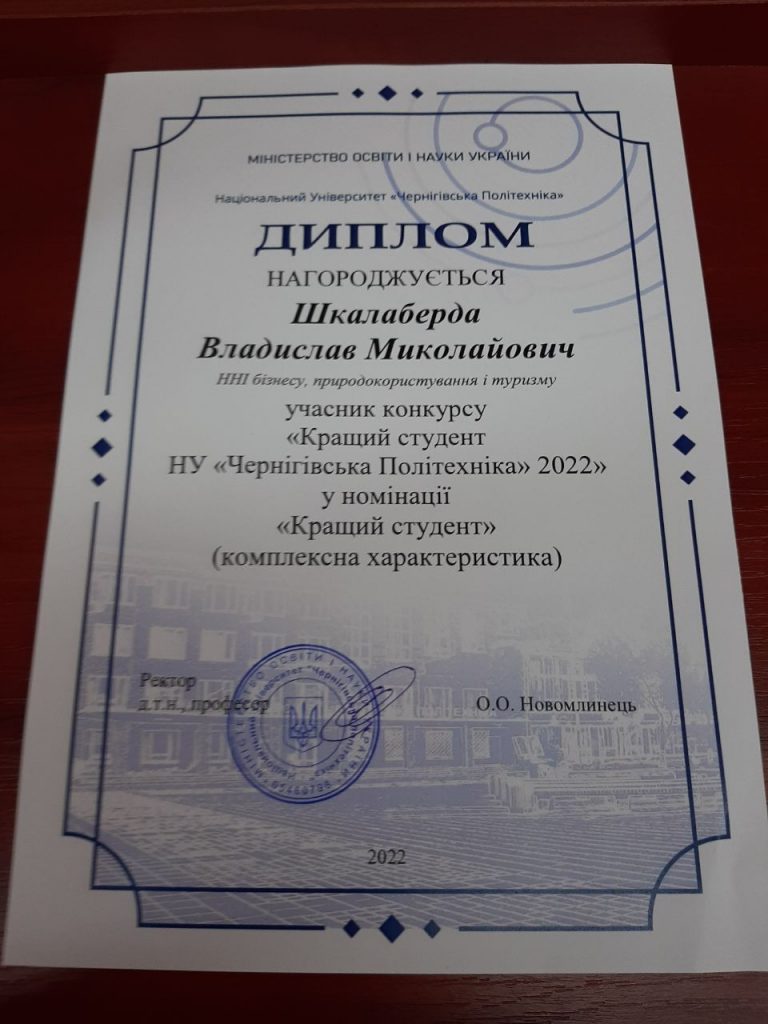 МІНІСТЕРСТВО ОСВІТИ І НАУКИ УКРАЇНИ
Національний Університет «Чернігівська Політехніка»
ДИПЛОМ
НАГОРОДЖУЄТЬСЯ
Шкалаберда
Владислав Миколайович
ННІ бізнесу, природокористування і туризму
учасник конкурсу
«Кращий студент
НУ «Чернігівська Політехніка» 2022»
у номінації
«Кращий студент»
(комплексна характеристика)
Ректор
д.т.н., професор
О.О. Новомлинець
2022